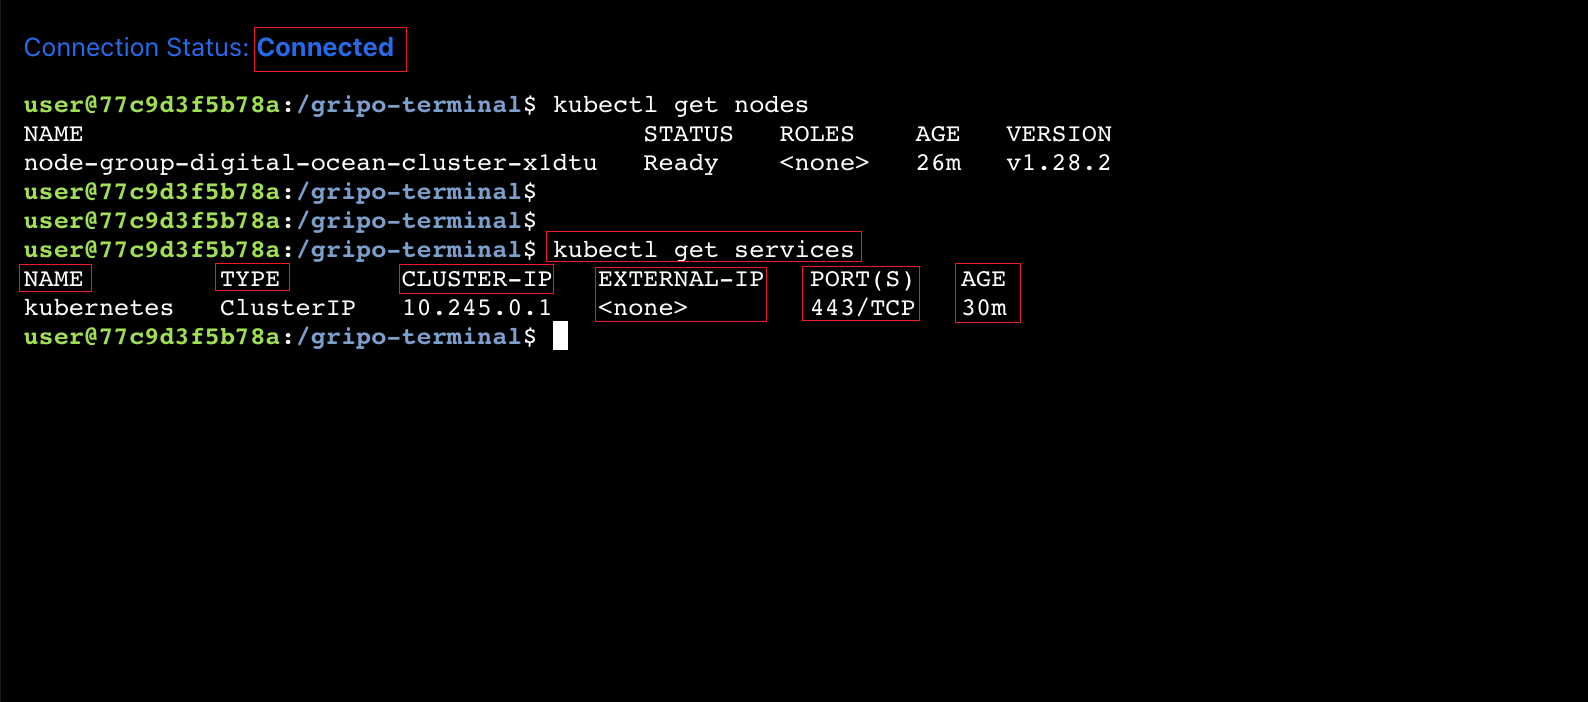 Connection Status: Connected
user@77c9d3f5b78a:/gripo-terminal$ kubectl get nodes
NAME                                     STATUS   ROLES    AGE   VERSION
node-group-digital-ocean-cluster-x1dtu   Ready    <none>   26m   v1.28.2
user@77c9d3f5b78a:/gripo-terminal$
user@77c9d3f5b78a:/gripo-terminal$
user@77c9d3f5b78a:/gripo-terminal$ kubectl get services
NAME         TYPE        CLUSTER-IP   EXTERNAL-IP   PORT(S)   AGE
kubernetes   ClusterIP   10.245.0.1   <none>        443/TCP   30m
user@77c9d3f5b78a:/gripo-terminal$